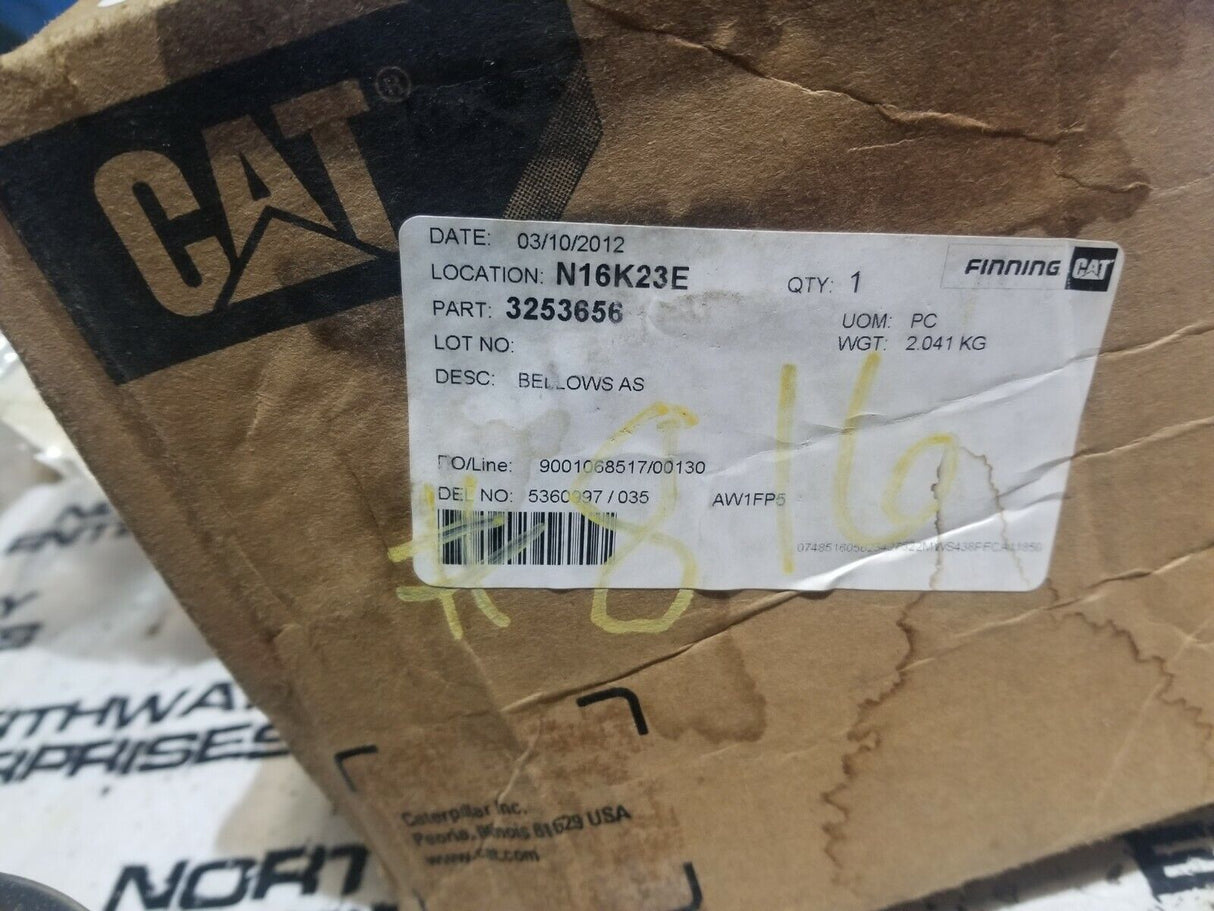 CAT®
DATE: 03/10/2012
FINNING CAT
LOCATION: N16K23E
QTY: 1
PART: 3253656
UOM: PC
LOT NO:
WGT: 2.041 KG
DESC: BELLOWS AS
#816
PO/Line: 9001068517/00130
DEL NO: 5360997 / 035
AW1FP5
Caterpillar Inc.
Peoria, Illinois 61629 USA
www.cat.com
NORT